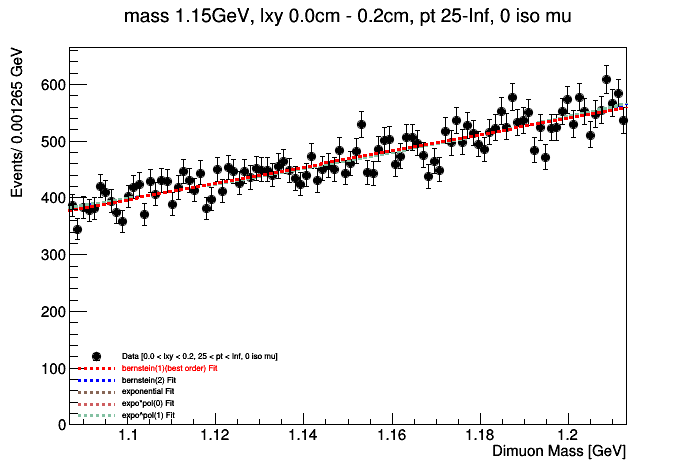 mass 1.15GeV, lxy 0.0cm - 0.2cm, pt 25-Inf, 0 iso mu
Events/ 0.001265 GeV
600
500
400
300
200
100
0
Data [0.0 < lxy < 0.2, 25 < pt < Inf, 0 iso mu]
bernstein(1)(best order) Fit
bernstein(2) Fit
exponential Fit
expo*pol(0) Fit
expo*pol(1) Fit
1.1 1.12 1.14 1.16 1.18 1.2
Dimuon Mass [GeV]